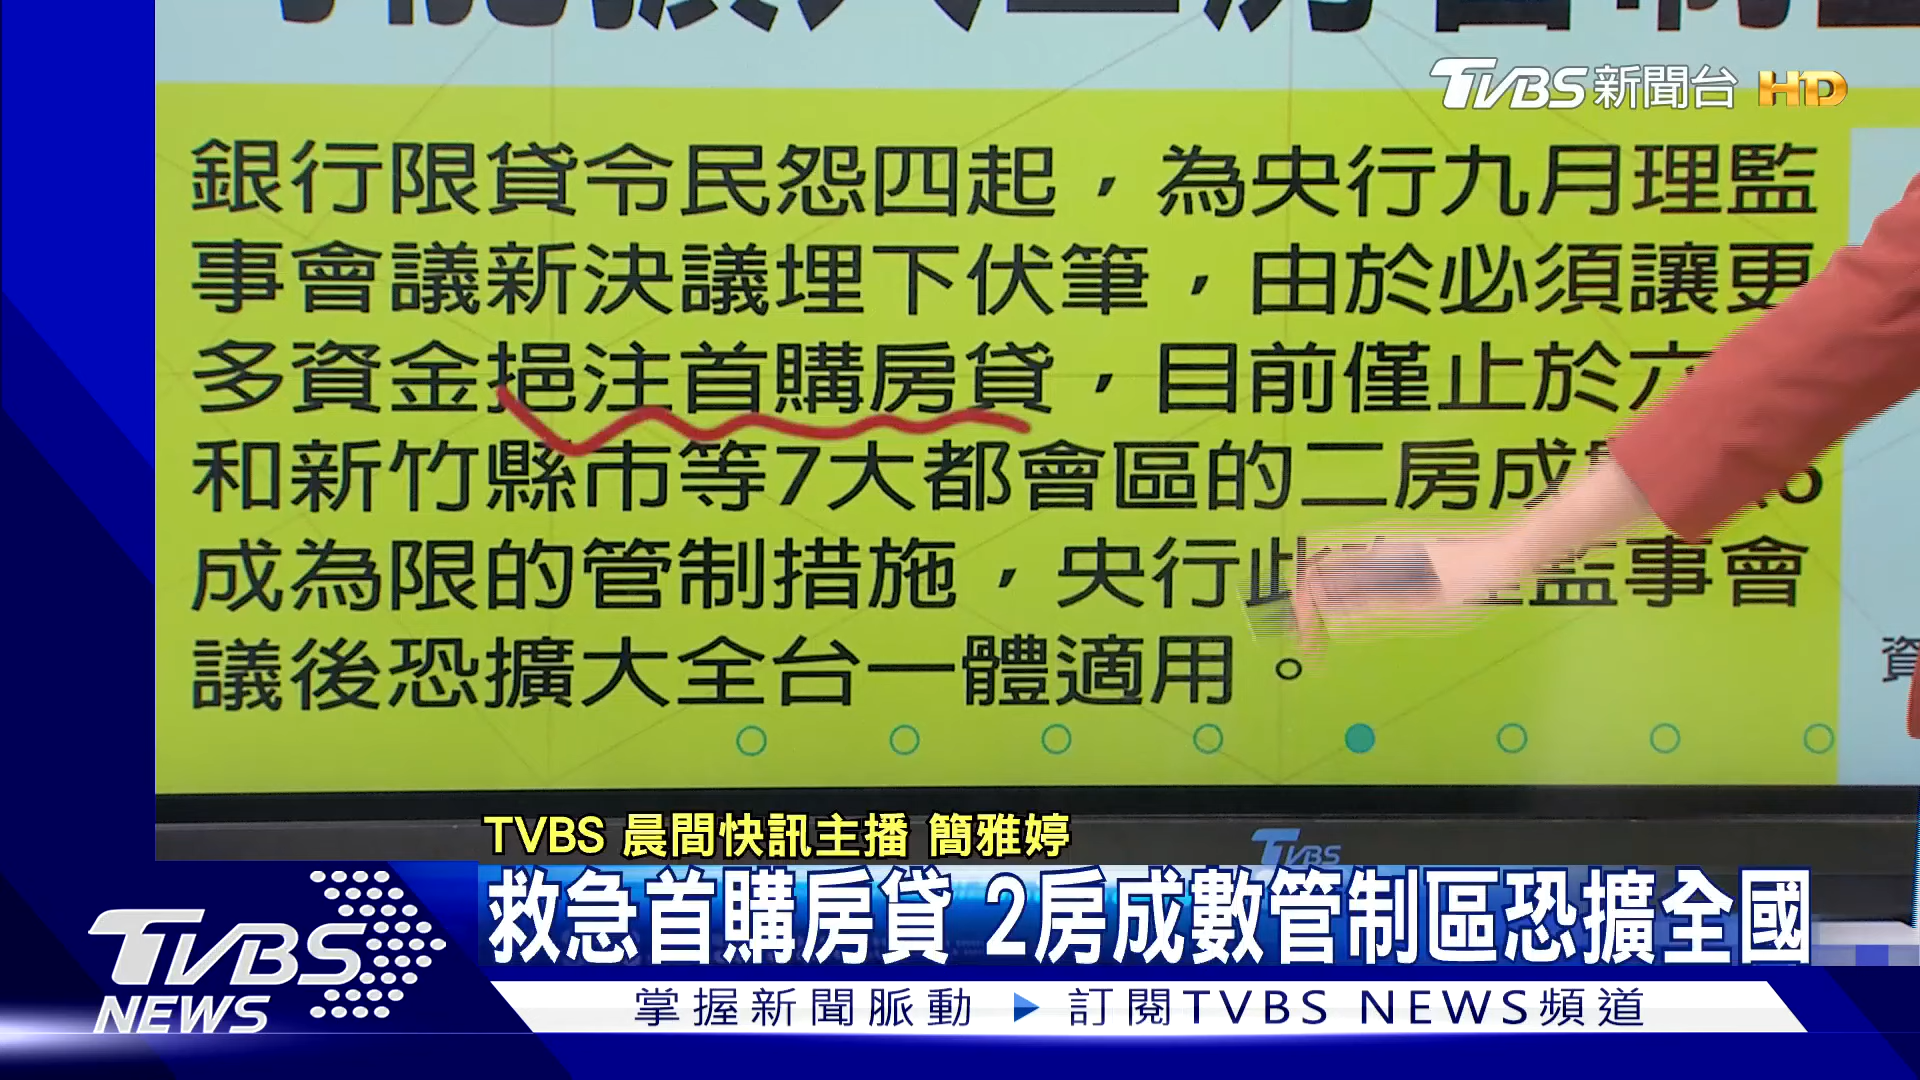 TVBS新聞台 HD
銀行限貸令民怨四起，為央行九月理監
事會議新決議埋下伏筆，由於必須讓更
多資金挹注首購房貸，目前僅止於六
和新竹縣市等7大都會區的二房成
成為限的管制措施，央行此 監事會
議後恐擴大全台一體適用。
資
TVBS
TVBS 晨間快訊主播 簡雅婷
救急首購房貸 2房成數管制區恐擴全國
TVBS
NEWS
掌握新聞脈動 ▶ 訂閱TVBS NEWS頻道